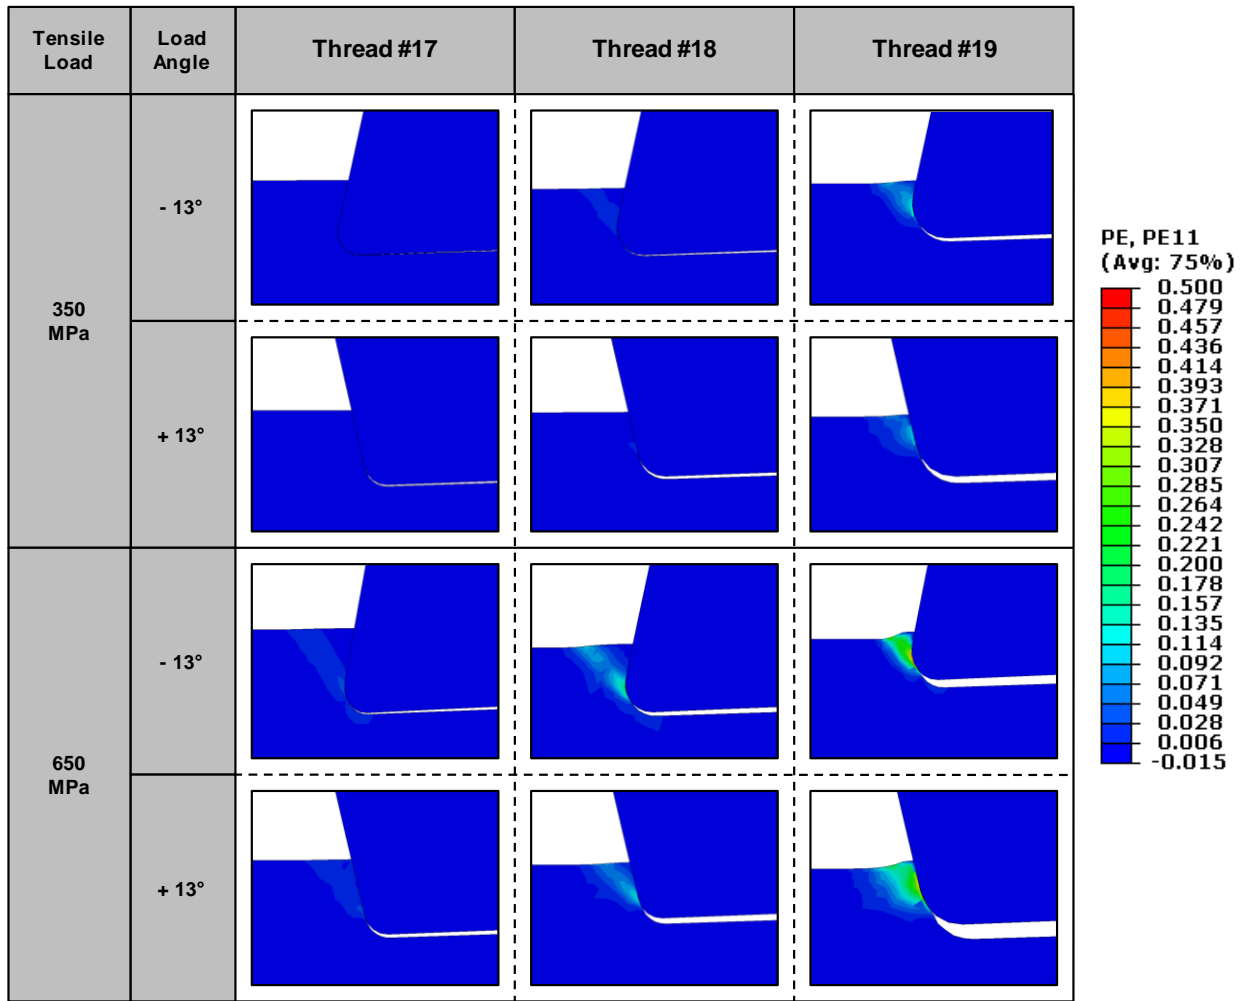 Tensile
Load
Load
Angle
Thread #17
Thread #18
Thread #19
350
MPa
- 13°
+ 13°
650
MPa
- 13°
+ 13°
PE, PE11
(Avg: 75%)
0.500
0.479
0.457
0.436
0.414
0.393
0.371
0.350
0.328
0.307
0.285
0.264
0.242
0.221
0.200
0.178
0.157
0.135
0.114
0.092
0.071
0.049
0.028
0.006
-0.015